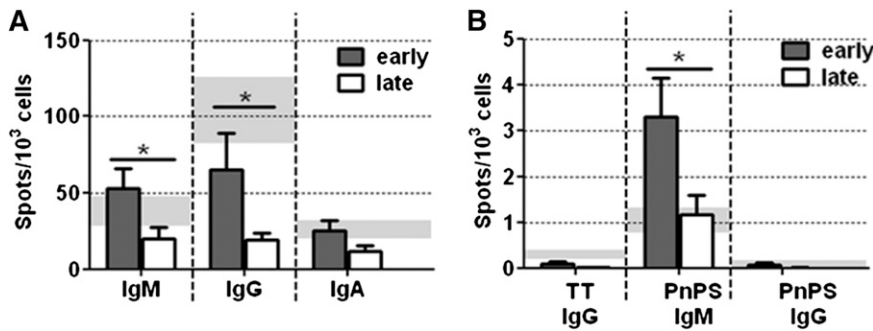 A
Spots/10³ cells
150
100
50
0
early
late
*
*
IgM
IgG
IgA
B
Spots/10³ cells
5
4
3
2
1
0
early
late
*
TT
IgG
PnPS
IgM
PnPS
IgG